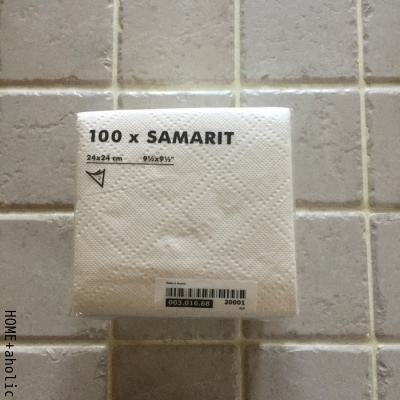 100 x SAMARIT
24x24 cm 9½x9½"
003.016.68 20001
HOME+aholic